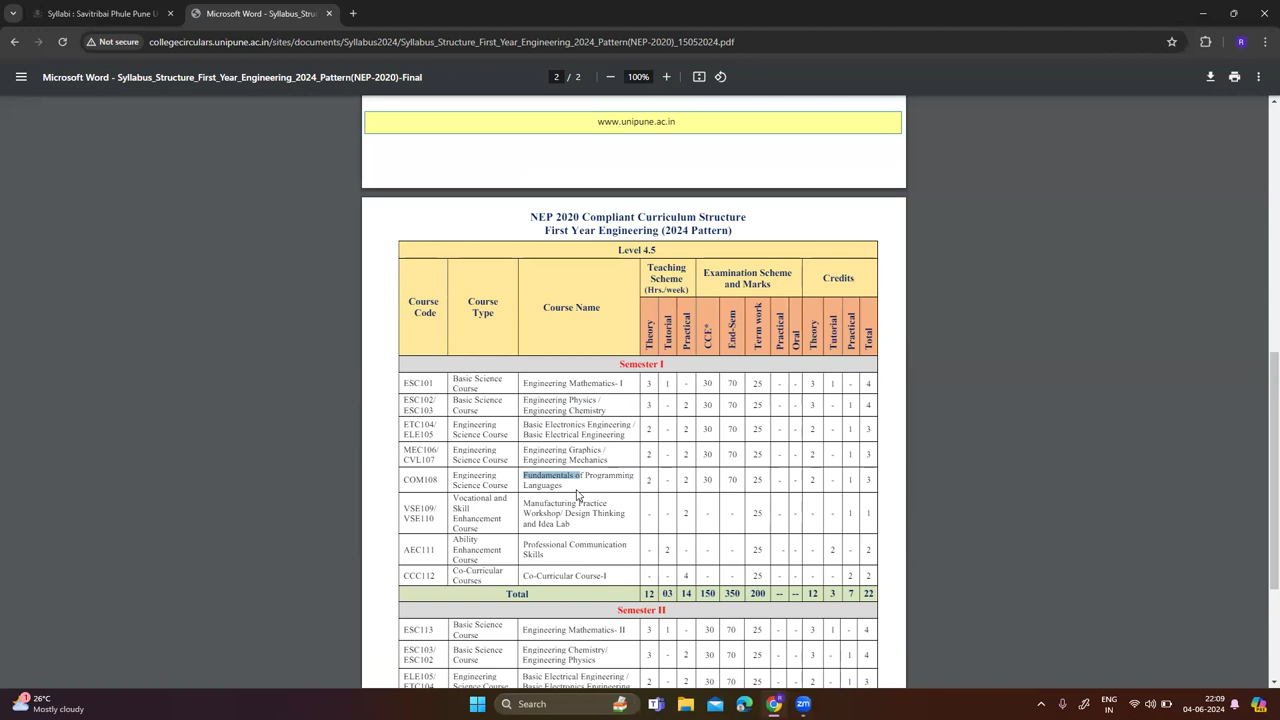 Syllabi : Savitribai Phule Pune U
Microsoft Word - Syllabus_Struct
Not secure
collegecirculars.unipune.ac.in/sites/documents/Syllabus2024/Syllabus_Structure_First_Year_Engineering_2024_Pattern(NEP-2020)_15052024.pdf
R
Microsoft Word - Syllabus_Structure_First_Year_Engineering_2024_Pattern(NEP-2020)-Final
2 / 2
100%
www.unipune.ac.in
NEP 2020 Compliant Curriculum Structure
First Year Engineering (2024 Pattern)
Level 4.5
Course Code Course Type Course Name Teaching Scheme (Hrs./week) Examination Scheme and Marks Credits
Theory Tutorial Practical CCE* End-Sem Term work Practical Oral Theory Tutorial Practical Total
Semester I
ESC101 Basic Science Course Engineering Mathematics- I 3 1 - 30 70 25 - - 3 1 - 4
ESC102/ ESC103 Basic Science Course Engineering Physics / Engineering Chemistry 3 - 2 30 70 25 - - 3 - 1 4
ETC104/ ELE105 Engineering Science Course Basic Electronics Engineering / Basic Electrical Engineering 2 - 2 30 70 25 - - 2 - 1 3
MEC106/ CVL107 Engineering Science Course Engineering Graphics / Engineering Mechanics 2 - 2 30 70 25 - - 2 - 1 3
COM108 Engineering Science Course Fundamentals of Programming Languages 2 - 2 30 70 25 - - 2 - 1 3
VSE109/ VSE110 Vocational and Skill Enhancement Course Manufacturing Practice Workshop/ Design Thinking and Idea Lab - - 2 - - 25 - - - - 1 1
AEC111 Ability Enhancement Course Professional Communication Skills - 2 - - - 25 - - - 2 - 2
CCC112 Co-Curricular Courses Co-Curricular Course-I - - 4 - - 25 - - - - 2 2
Total 12 03 14 150 350 200 -- -- 12 3 7 22
Semester II
ESC113 Basic Science Course Engineering Mathematics- II 3 1 - 30 70 25 - - 3 1 - 4
ESC103/ ESC102 Basic Science Course Engineering Chemistry/ Engineering Physics 3 - 2 30 70 25 - - 3 - 1 4
ELE105/ ETC104 Engineering Science Course Basic Electrical Engineering / Basic Electronics Engineering 2 - 2 30 70 25 - - 2 - 1 3
1
26°C
Mostly cloudy
Search
zm
ENG
IN
22:09
04-06-2024